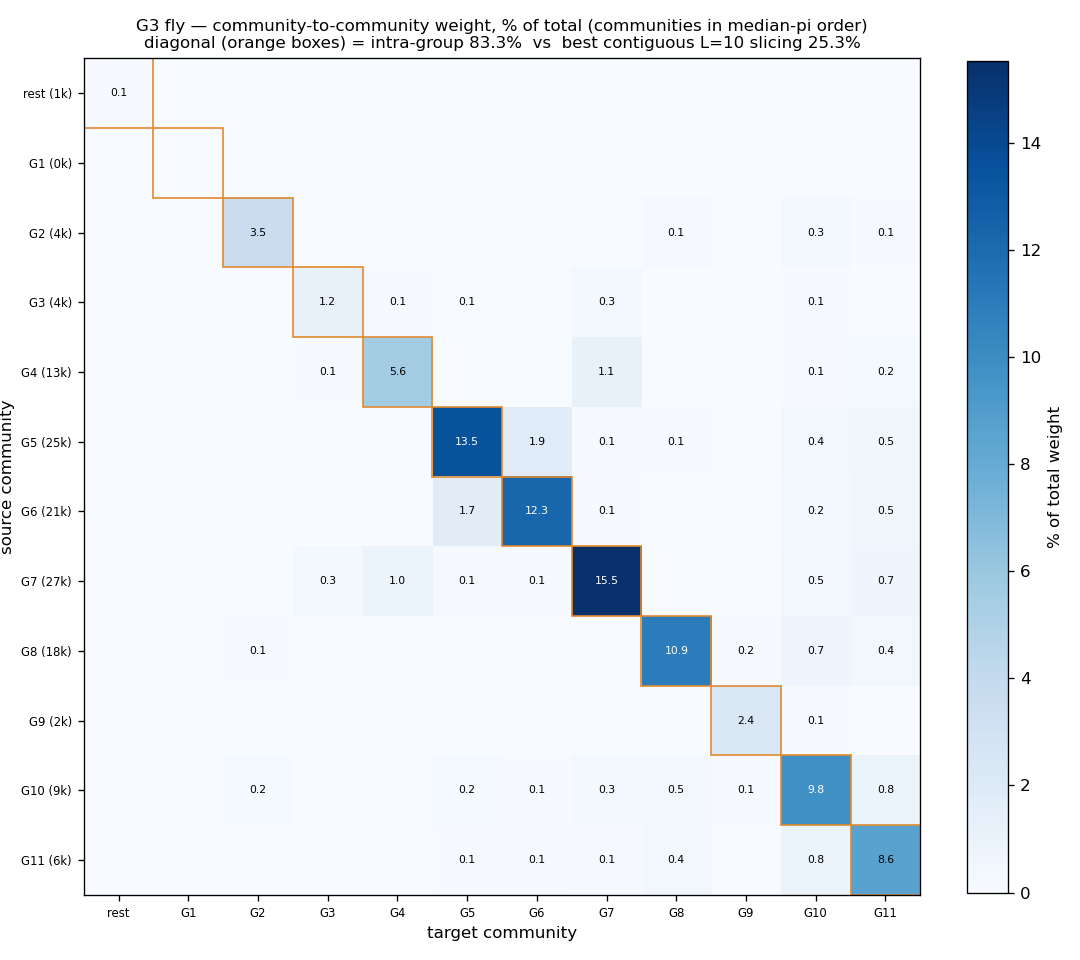 G3 fly — community-to-community weight, % of total (communities in median-pi order)
diagonal (orange boxes) = intra-group 83.3%  vs  best contiguous L=10 slicing 25.3%
rest (1k) 0.1
G1 (0k)
G2 (4k) 3.5 0.1 0.3 0.1
G3 (4k) 1.2 0.1 0.1 0.3 0.1
G4 (13k) 0.1 5.6 1.1 0.1 0.2
G5 (25k) 13.5 1.9 0.1 0.1 0.4 0.5
G6 (21k) 1.7 12.3 0.1 0.2 0.5
G7 (27k) 0.3 1.0 0.1 0.1 15.5 0.5 0.7
G8 (18k) 0.1 10.9 0.2 0.7 0.4
G9 (2k) 2.4 0.1
G10 (9k) 0.2 0.2 0.1 0.3 0.5 0.1 9.8 0.8
G11 (6k) 0.1 0.1 0.1 0.4 0.8 8.6
rest G1 G2 G3 G4 G5 G6 G7 G8 G9 G10 G11
target community
source community
14
12
10
8
6
4
2
0
% of total weight